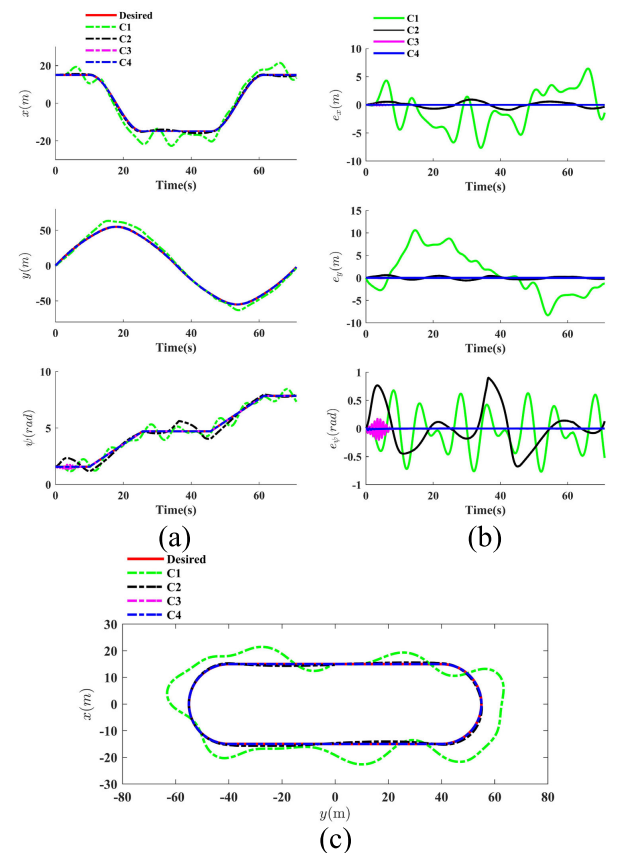 Desired
C1
C2
C3
C4
20
0
-20
x(m)
0 20 40 60
Time(s)
50
0
-50
y(m)
0 20 40 60
Time(s)
10
5
0
ψ(rad)
0 20 40 60
Time(s)
(a)
C1
C2
C3
C4
10
5
0
-5
-10
e_x(m)
0 20 40 60
Time(s)
15
10
5
0
-5
-10
e_y(m)
0 20 40 60
Time(s)
1
0.5
0
-0.5
-1
e_ψ(rad)
0 20 40 60
Time(s)
(b)
Desired
C1
C2
C3
C4
30
20
10
0
-10
-20
-30
x(m)
-80 -60 -40 -20 0 20 40 60 80
y(m)
(c)